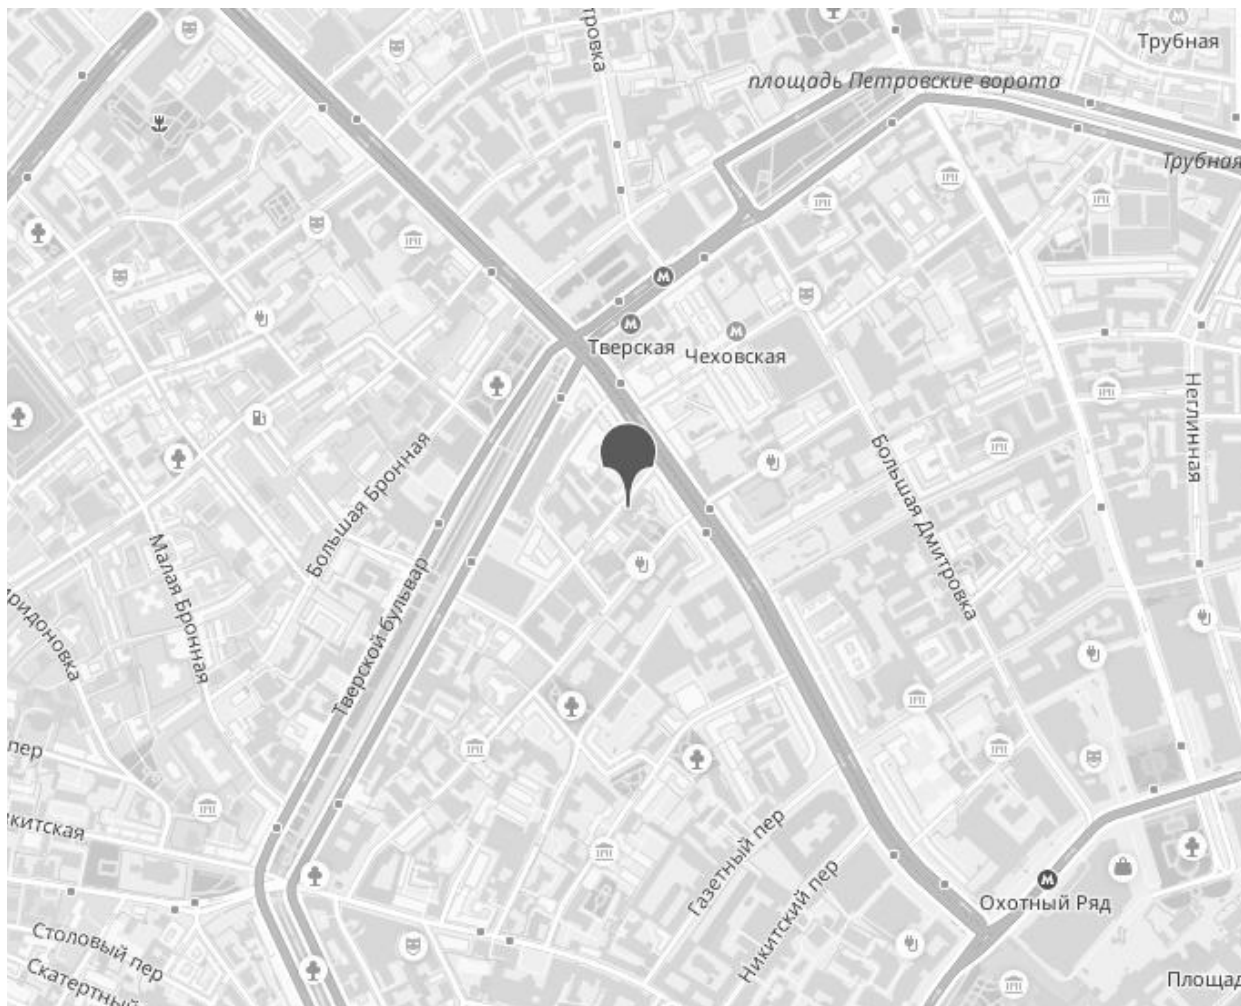 Трубная
тровка
площадь Петровские ворота
Трубная
Тверская
Чеховская
Неглинная
Большая Бронная
Большая Дмитровка
Малая Бронная
Тверской бульвар
ридоновка
пер
икитская
Газетный пер
Никитский пер
Охотный Ряд
Столовый пер
Скатертный
Площад